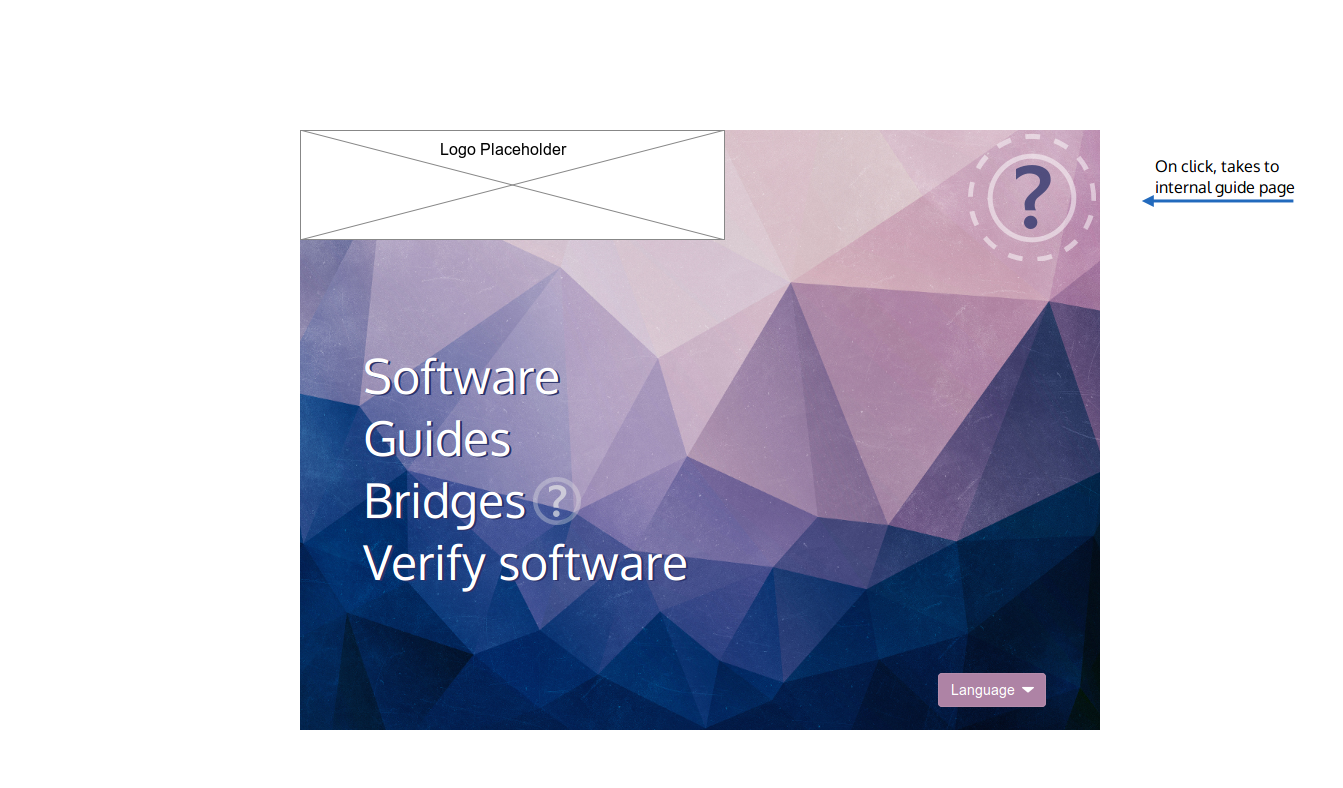 Logo Placeholder
?
On click, takes to
internal guide page
Software
Guides
Bridges ?
Verify software
Language